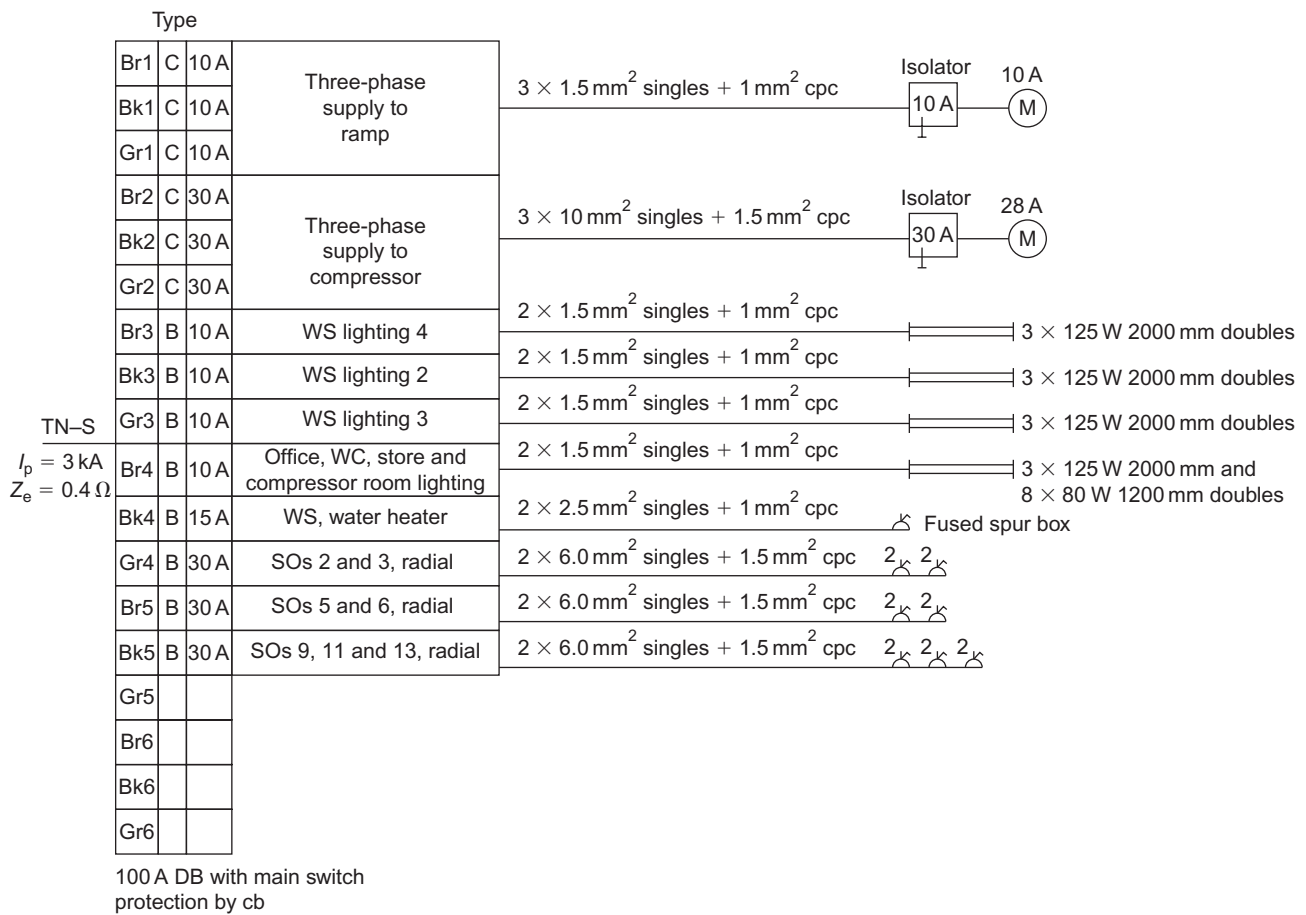 Type
Br1 C 10 A
Bk1 C 10 A
Gr1 C 10 A
Three-phase
supply to
ramp
3 × 1.5 mm² singles + 1 mm² cpc
Isolator
10 A
10 A
M
Br2 C 30 A
Bk2 C 30 A
Gr2 C 30 A
Three-phase
supply to
compressor
3 × 10 mm² singles + 1.5 mm² cpc
Isolator
30 A
28 A
M
Br3 B 10 A WS lighting 4 2 × 1.5 mm² singles + 1 mm² cpc 3 × 125 W 2000 mm doubles
Bk3 B 10 A WS lighting 2 2 × 1.5 mm² singles + 1 mm² cpc 3 × 125 W 2000 mm doubles
Gr3 B 10 A WS lighting 3 2 × 1.5 mm² singles + 1 mm² cpc 3 × 125 W 2000 mm doubles
TN–S
Ip = 3 kA
Ze = 0.4 Ω
Br4 B 10 A
Office, WC, store and
compressor room lighting
2 × 1.5 mm² singles + 1 mm² cpc
3 × 125 W 2000 mm and
8 × 80 W 1200 mm doubles
Bk4 B 15 A WS, water heater 2 × 2.5 mm² singles + 1 mm² cpc Fused spur box
Gr4 B 30 A SOs 2 and 3, radial 2 × 6.0 mm² singles + 1.5 mm² cpc 2 2
Br5 B 30 A SOs 5 and 6, radial 2 × 6.0 mm² singles + 1.5 mm² cpc 2 2
Bk5 B 30 A SOs 9, 11 and 13, radial 2 × 6.0 mm² singles + 1.5 mm² cpc 2 2 2
Gr5
Br6
Bk6
Gr6
100 A DB with main switch
protection by cb